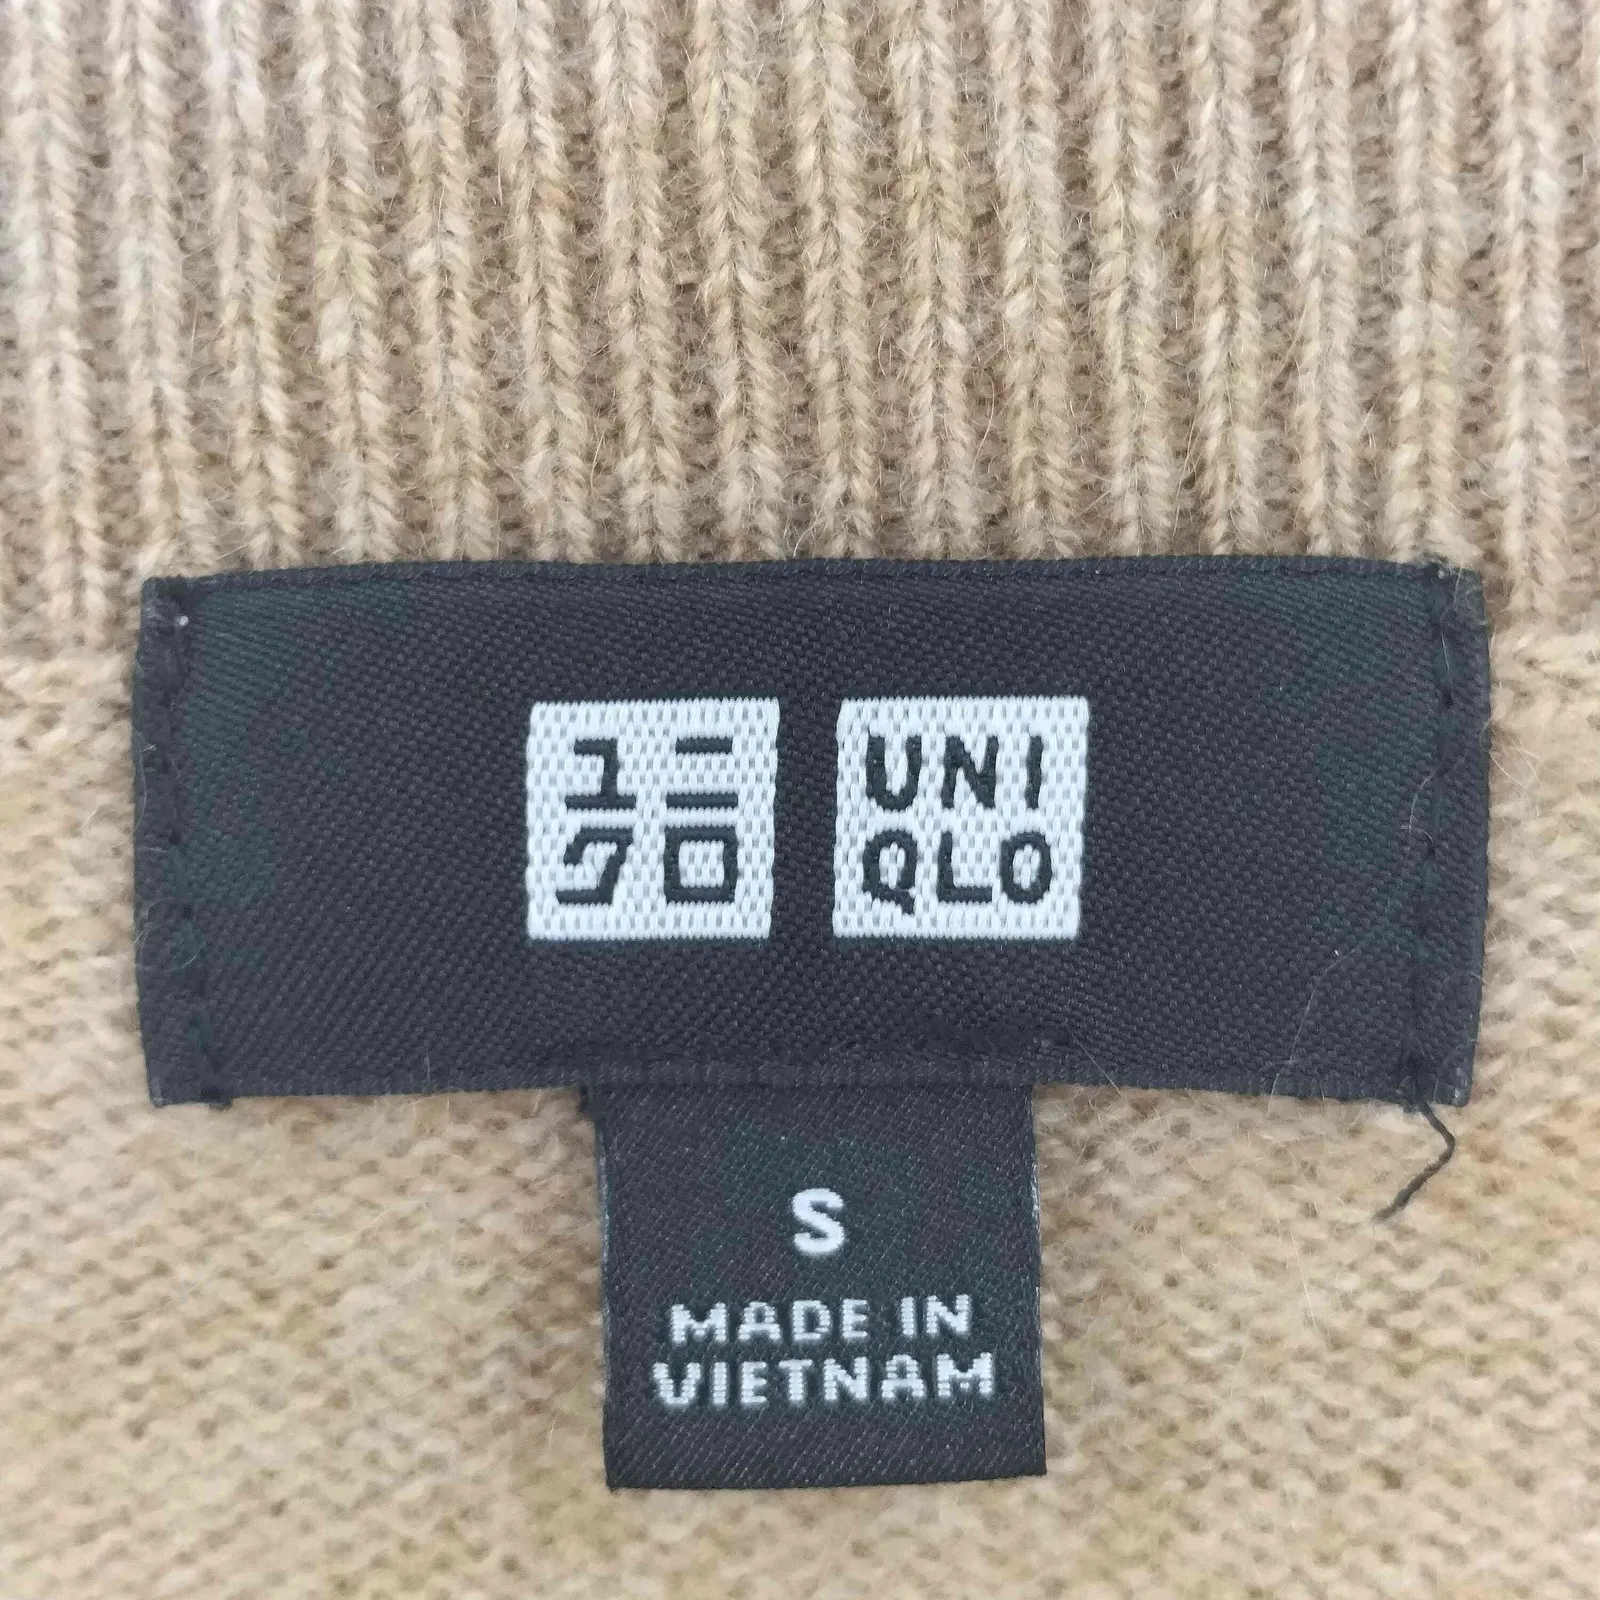 ユニ
クロ
UNI
QLO
S
MADE IN
VIETNAM